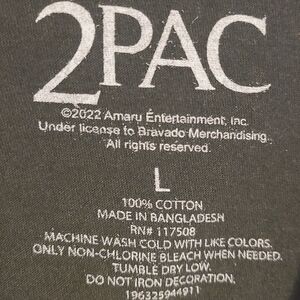 2PAC
©2022 Amaru Entertainment, Inc.
Under license to Bravado Merchandising.
All rights reserved.
L
100% COTTON
MADE IN BANGLADESH
RN# 117508
MACHINE WASH COLD WITH LIKE COLORS.
ONLY NON-CHLORINE BLEACH WHEN NEEDED.
TUMBLE DRY LOW.
DO NOT IRON DECORATION.
196325944911